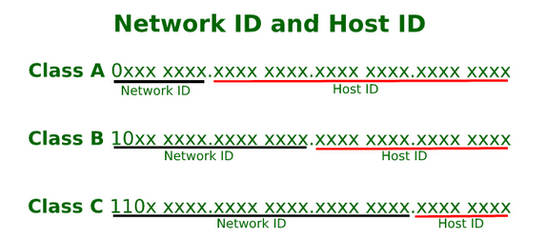 Network ID and Host ID
Class A 0xxx xxxx.xxxx xxxx.xxxx xxxx.xxxx xxxx
Network ID Host ID
Class B 10xx xxxx.xxxx xxxx.xxxx xxxx.xxxx xxxx
Network ID Host ID
Class C 110x xxxx.xxxx xxxx.xxxx xxxx.xxxx xxxx
Network ID Host ID